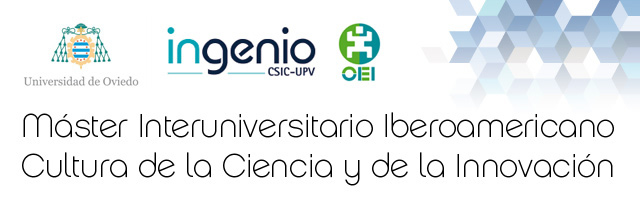 Universidad de Oviedo
ingenio
CSIC-UPV
OEI
Máster Interuniversitario Iberoamericano
Cultura de la Ciencia y de la Innovación